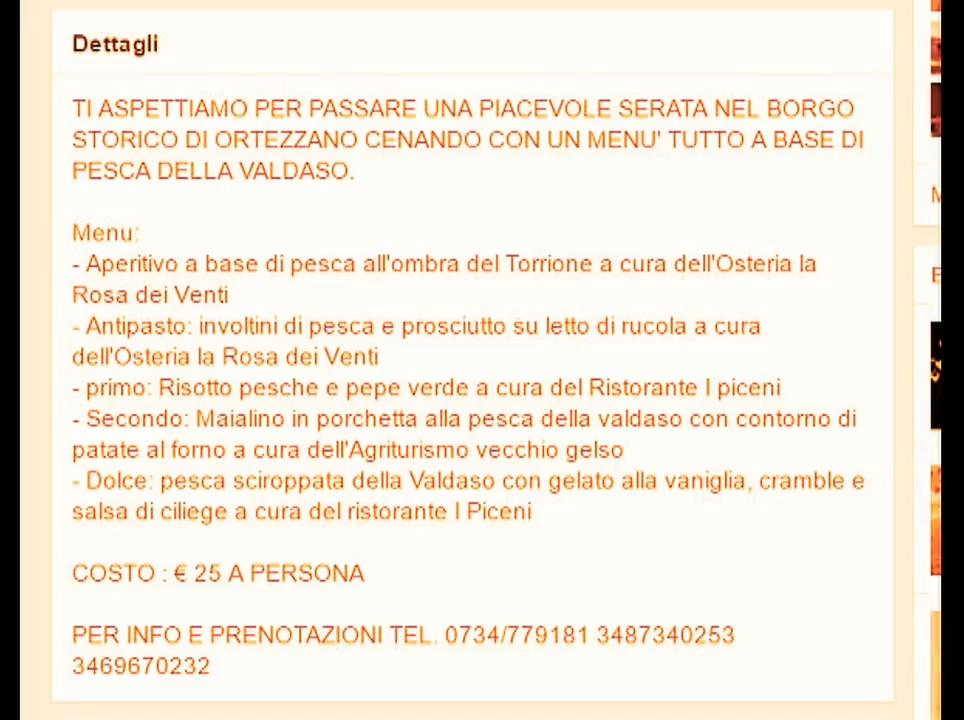 Dettagli
TI ASPETTIAMO PER PASSARE UNA PIACEVOLE SERATA NEL BORGO
STORICO DI ORTEZZANO CENANDO CON UN MENU' TUTTO A BASE DI
PESCA DELLA VALDASO.
Menu:
- Aperitivo a base di pesca all'ombra del Torrione a cura dell'Osteria la
Rosa dei Venti
- Antipasto: involtini di pesca e prosciutto su letto di rucola a cura
dell'Osteria la Rosa dei Venti
- primo: Risotto pesche e pepe verde a cura del Ristorante I piceni
- Secondo: Maialino in porchetta alla pesca della valdaso con contorno di
patate al forno a cura dell'Agriturismo vecchio gelso
- Dolce: pesca sciroppata della Valdaso con gelato alla vaniglia, cramble e
salsa di ciliege a cura del ristorante I Piceni
COSTO : € 25 A PERSONA
PER INFO E PRENOTAZIONI TEL. 0734/779181 3487340253
3469670232